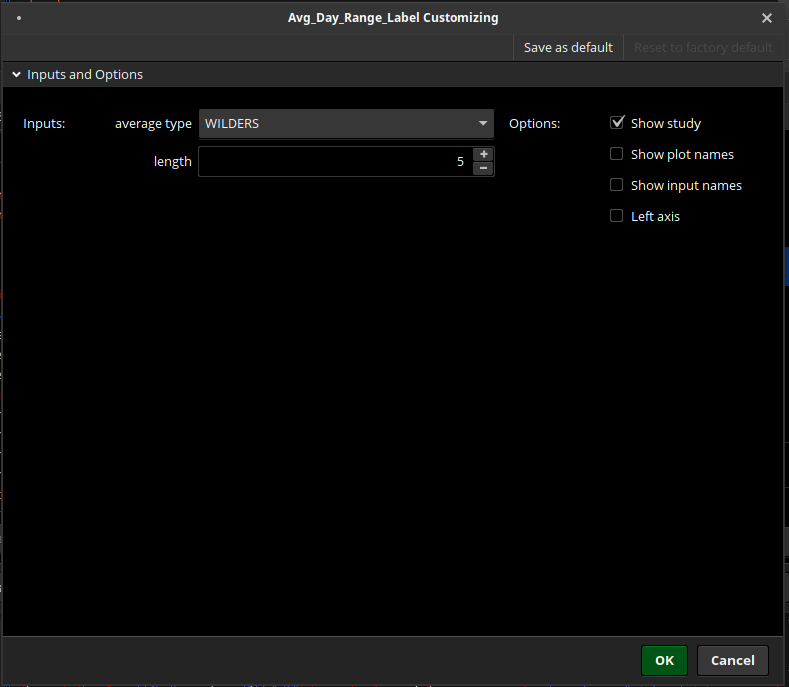 Avg_Day_Range_Label Customizing
Save as default
Reset to factory default
Inputs and Options
Inputs:
average type
WILDERS
length
5
Options:
Show study
Show plot names
Show input names
Left axis
OK
Cancel